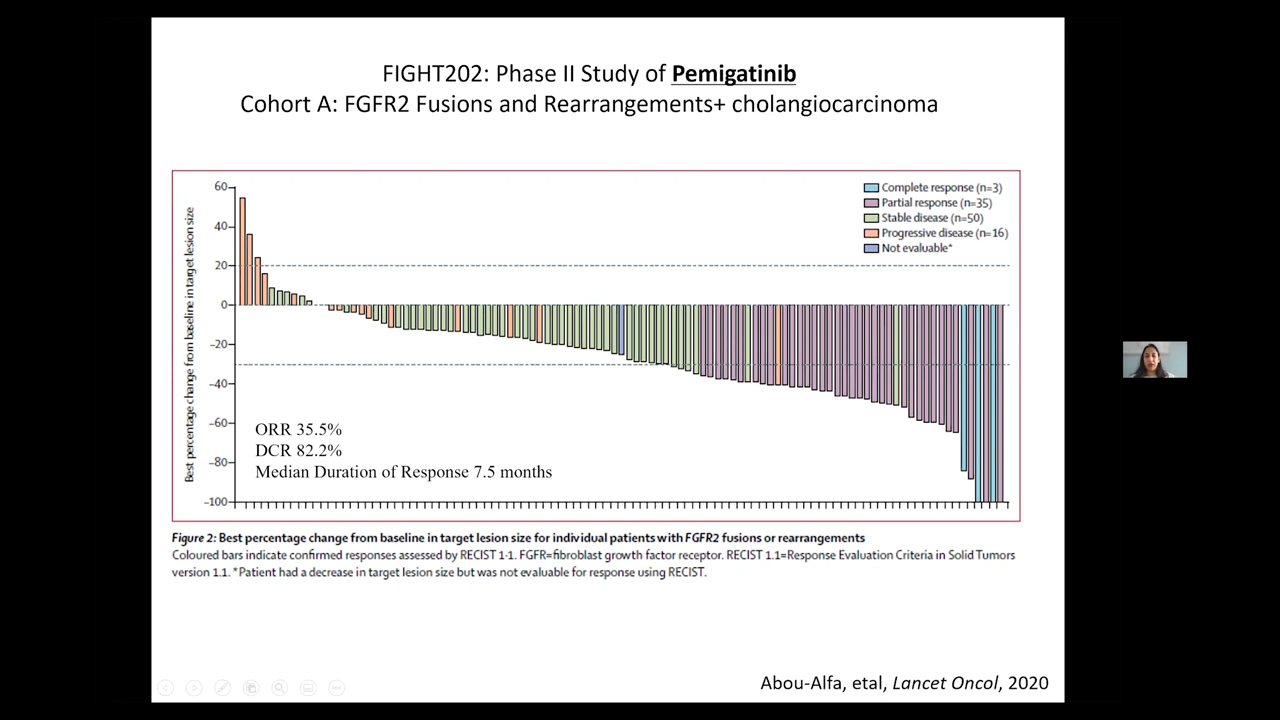 FIGHT202: Phase II Study of Pemigatinib
Cohort A: FGFR2 Fusions and Rearrangements+ cholangiocarcinoma
Best percentage change from baseline in target lesion size
60
40
20
0
−20
−40
−60
−80
−100
Complete response (n=3)
Partial response (n=35)
Stable disease (n=50)
Progressive disease (n=16)
Not evaluable*
ORR 35.5%
DCR 82.2%
Median Duration of Response 7.5 months
Figure 2: Best percentage change from baseline in target lesion size for individual patients with FGFR2 fusions or rearrangements
Coloured bars indicate confirmed responses assessed by RECIST 1·1. FGFR=fibroblast growth factor receptor. RECIST 1.1=Response Evaluation Criteria in Solid Tumors
version 1.1. *Patient had a decrease in target lesion size but was not evaluable for response using RECIST.
Abou-Alfa, etal, Lancet Oncol, 2020